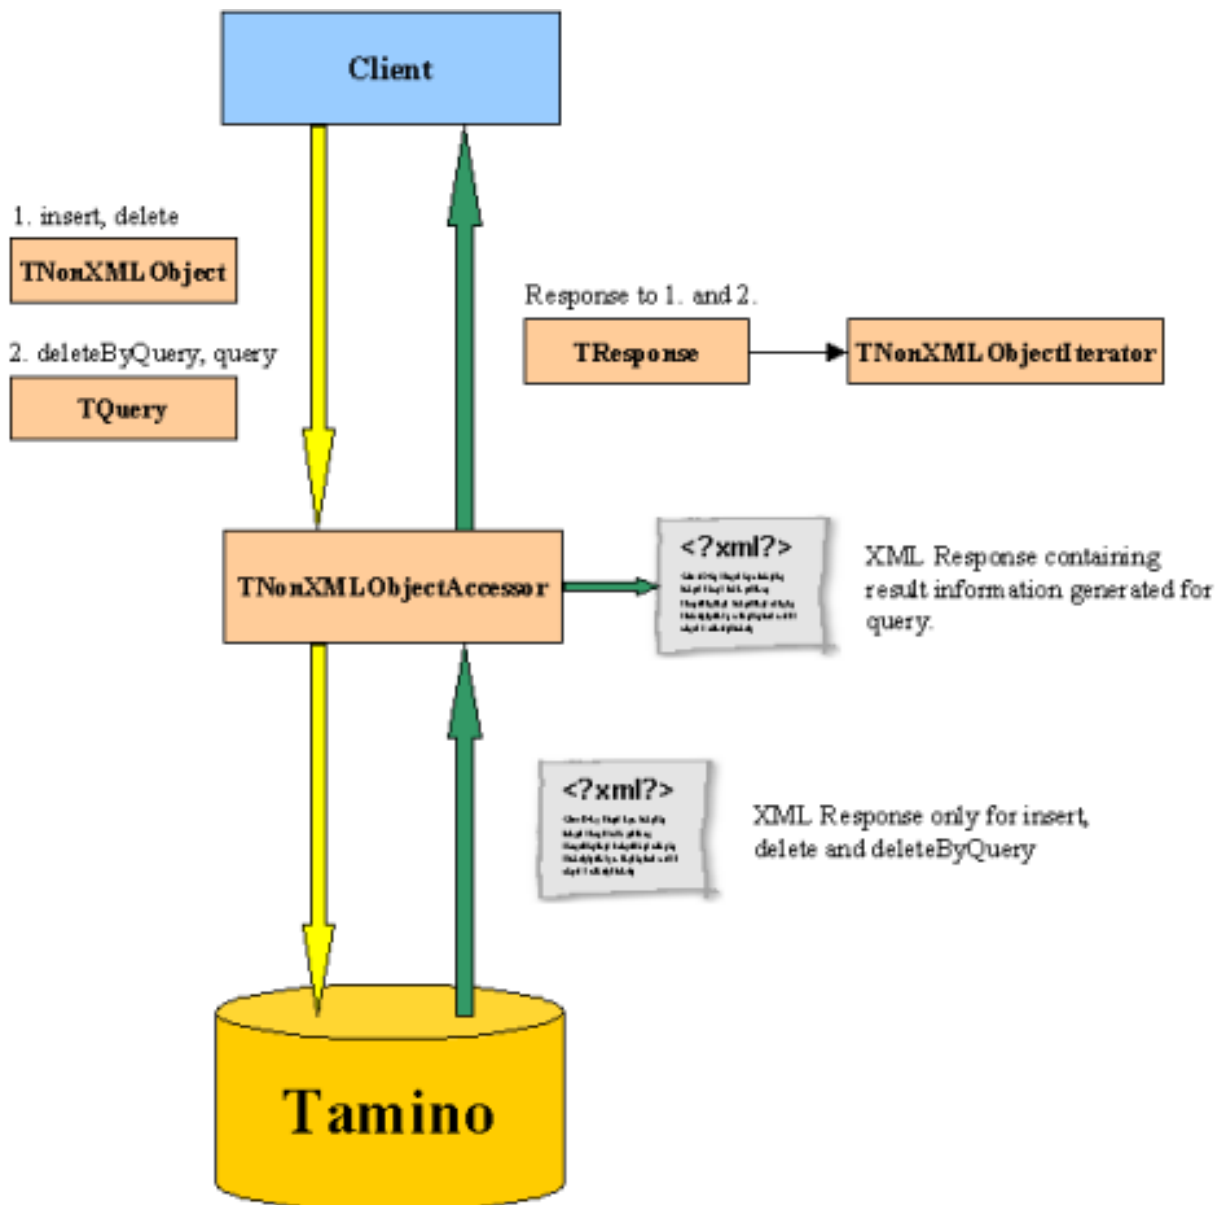 Client
1. insert, delete
TNonXMLObject
2. deleteByQuery, query
TQuery
Response to 1. and 2.
TResponse
TNonXMLObjectIterator
TNonXMLObjectAccessor
<?xml?>
XML Response containing
result information generated for
query.
<?xml?>
XML Response only for insert,
delete and deleteByQuery
Tamino